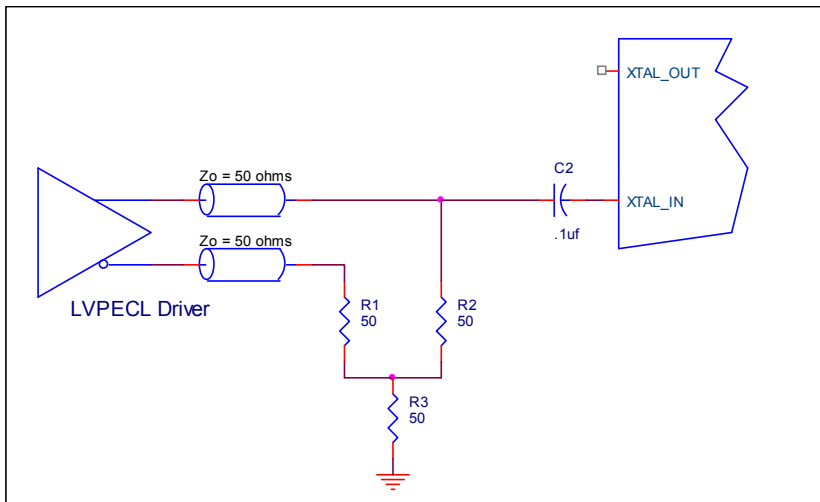 XTAL_OUT
Zo = 50 ohms
C2
XTAL_IN
.1uf
Zo = 50 ohms
LVPECL Driver
R1
50
R2
50
R3
50